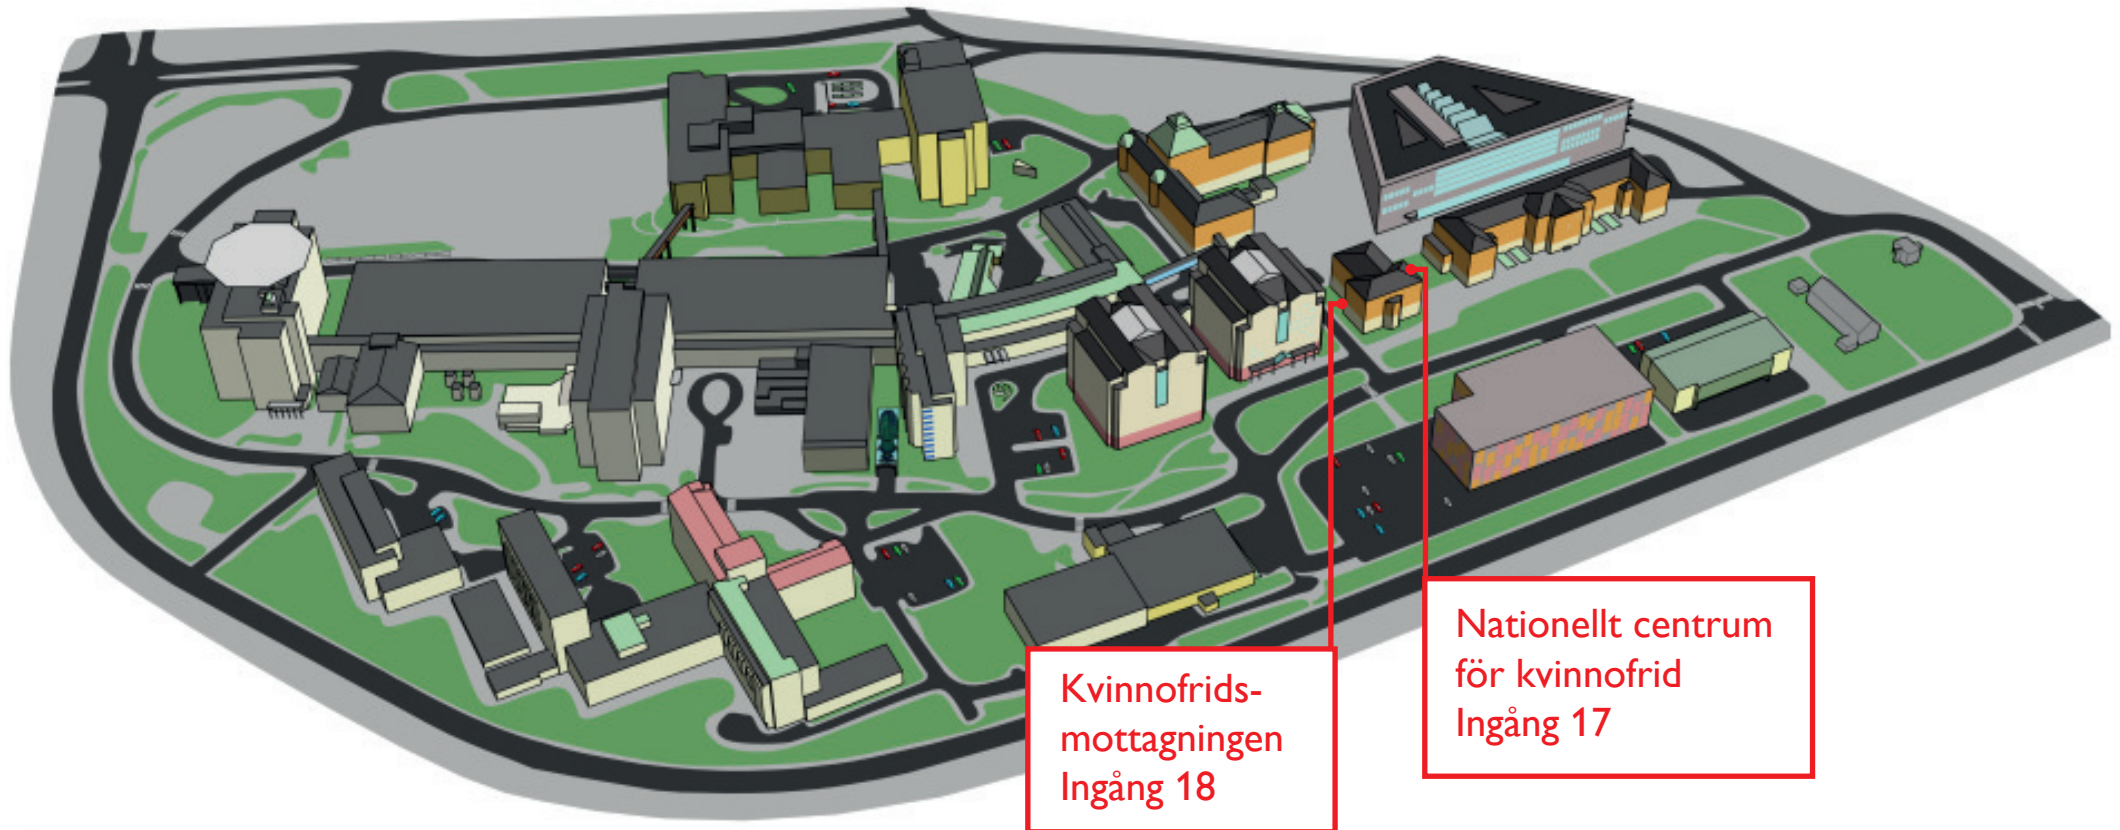 Kvinnofrids-
mottagningen
Ingång 18
Nationellt centrum
för kvinnofrid
Ingång 17